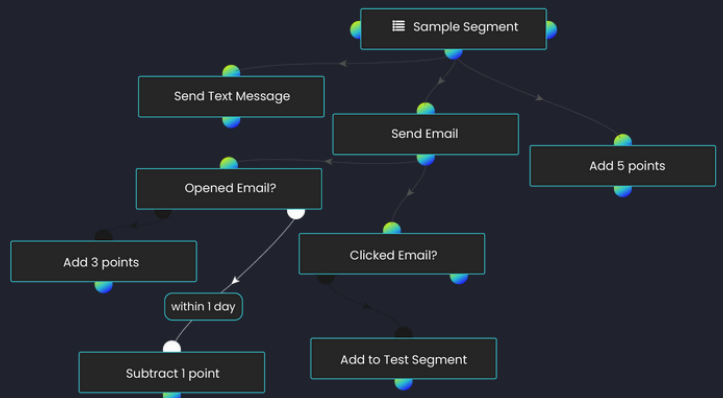 Sample Segment
Send Text Message
Send Email
Add 5 points
Opened Email?
Add 3 points
Clicked Email?
within 1 day
Subtract 1 point
Add to Test Segment